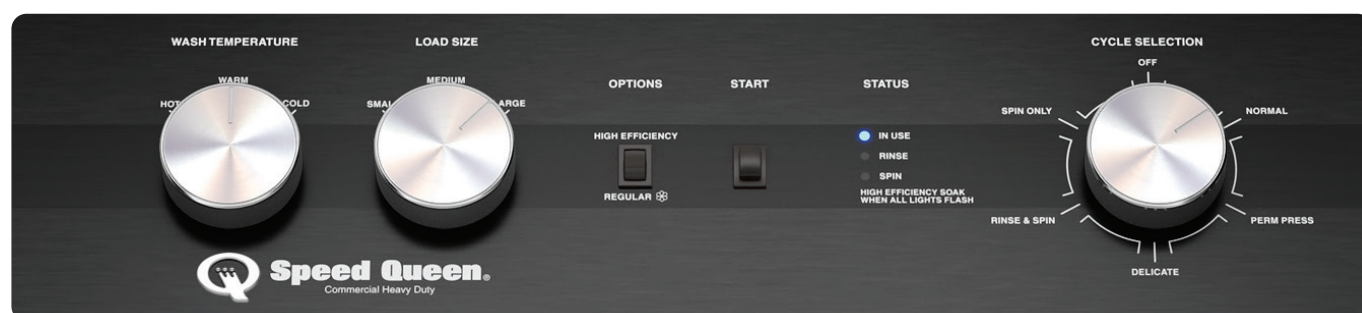 WASH TEMPERATURE
HOT
WARM
COLD
LOAD SIZE
SMAL
MEDIUM
ARGE
OPTIONS
HIGH EFFICIENCY
REGULAR
START
STATUS
IN USE
RINSE
SPIN
HIGH EFFICIENCY SOAK
WHEN ALL LIGHTS FLASH
CYCLE SELECTION
OFF
NORMAL
PERM PRESS
DELICATE
RINSE & SPIN
SPIN ONLY
Speed Queen®
Commercial Heavy Duty